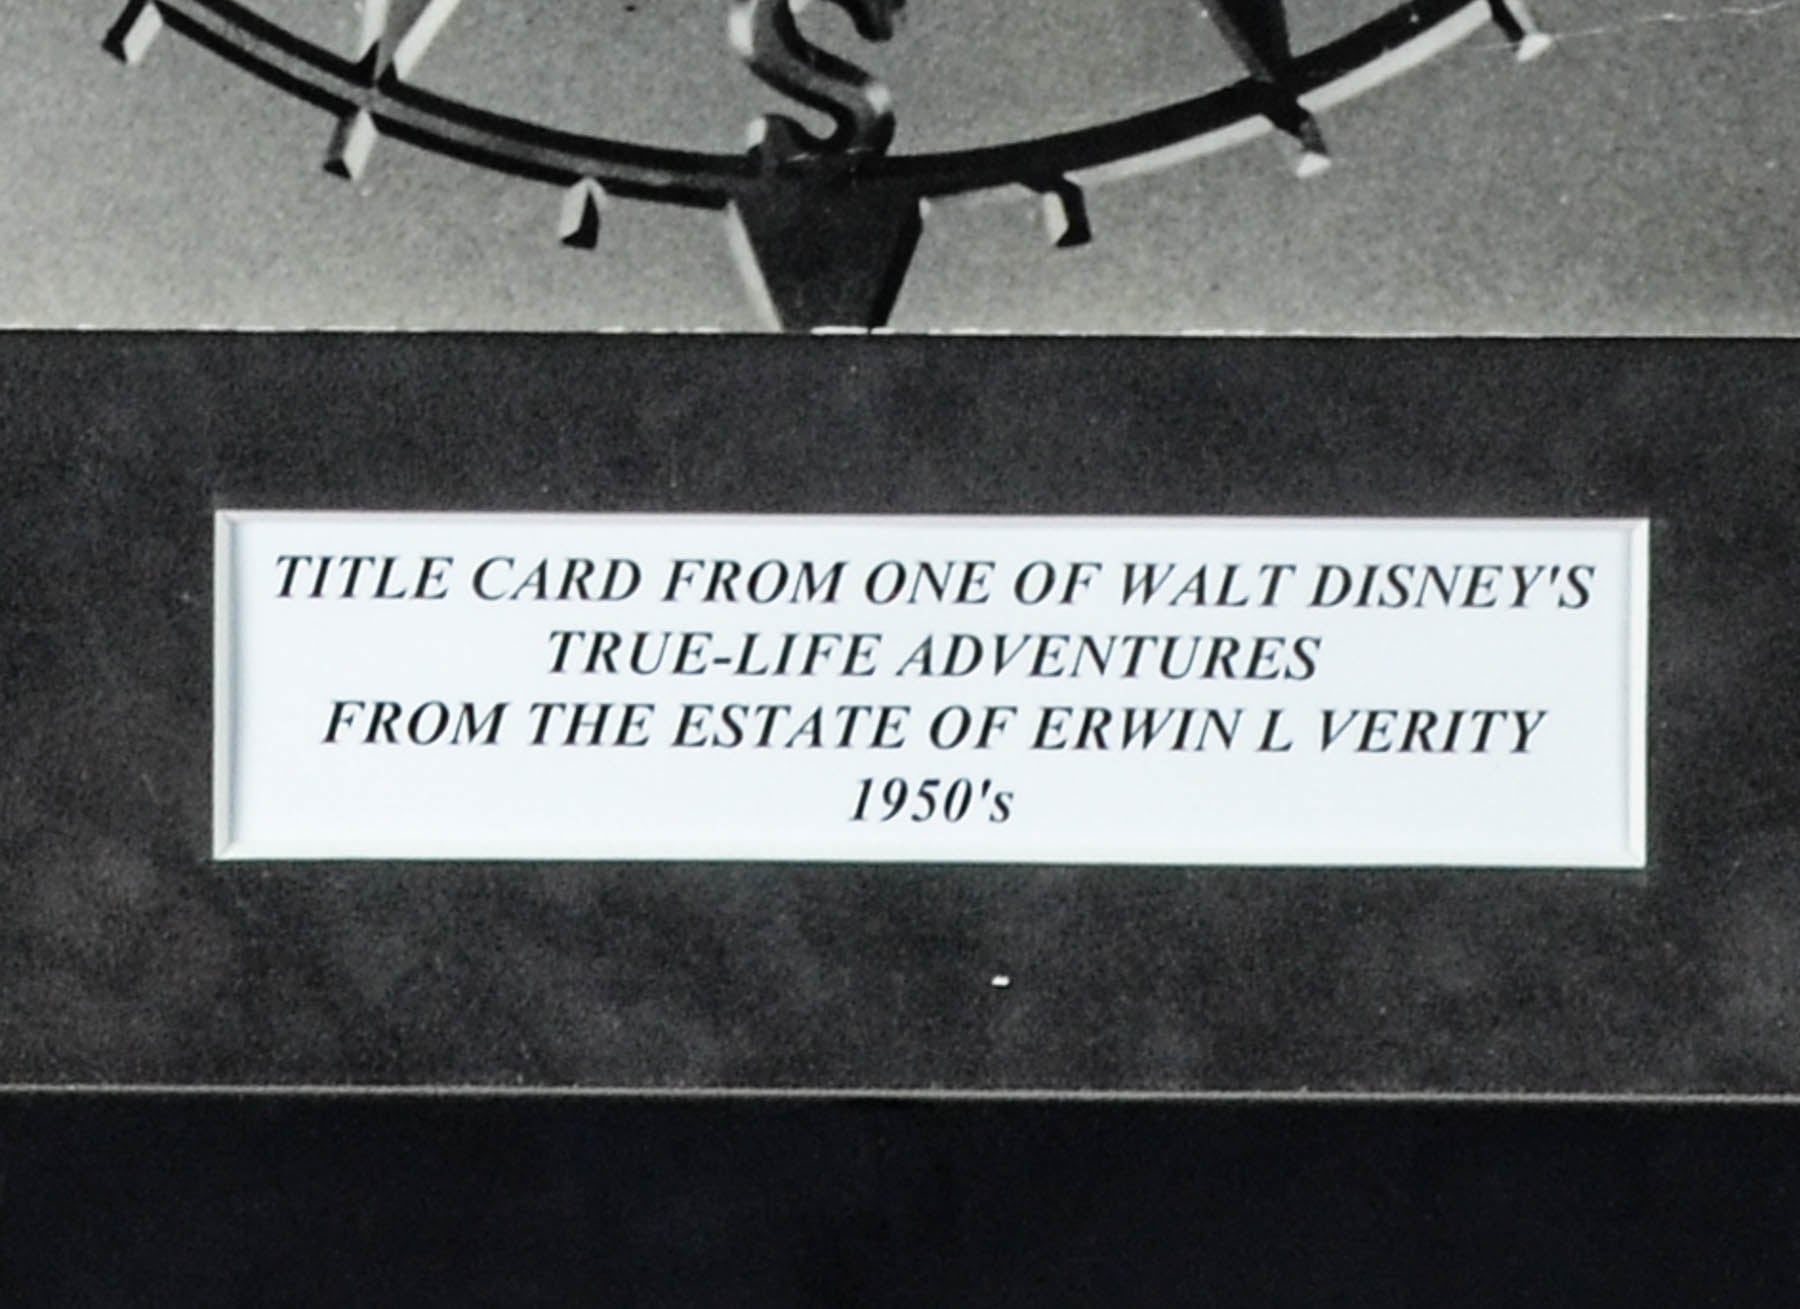 S
TITLE CARD FROM ONE OF WALT DISNEY'S
TRUE-LIFE ADVENTURES
FROM THE ESTATE OF ERWIN L VERITY
1950's